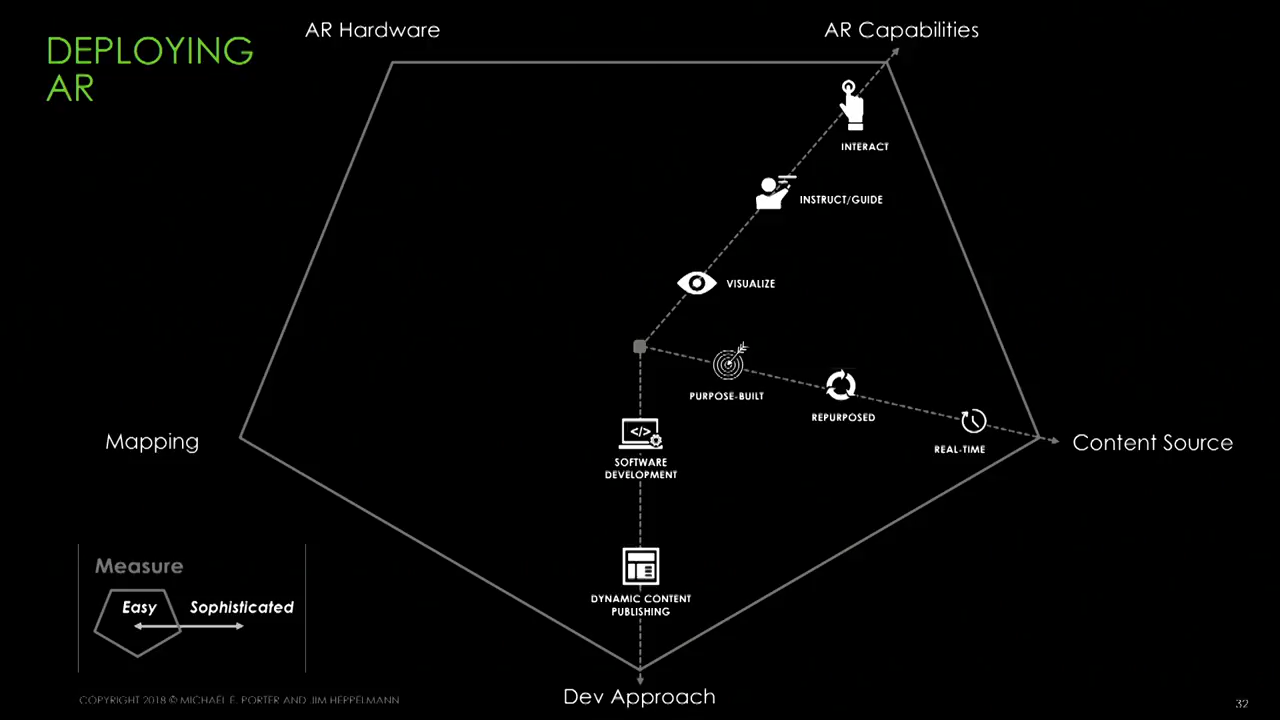 DEPLOYING
AR
AR Hardware
AR Capabilities
INTERACT
INSTRUCT/GUIDE
VISUALIZE
PURPOSE-BUILT
REPURPOSED
REAL-TIME
Mapping
Content Source
</>
SOFTWARE
DEVELOPMENT
DYNAMIC CONTENT
PUBLISHING
Measure
Easy
Sophisticated
Dev Approach
COPYRIGHT 2018 © MICHAEL E. PORTER AND JIM HEPPELMANN
32